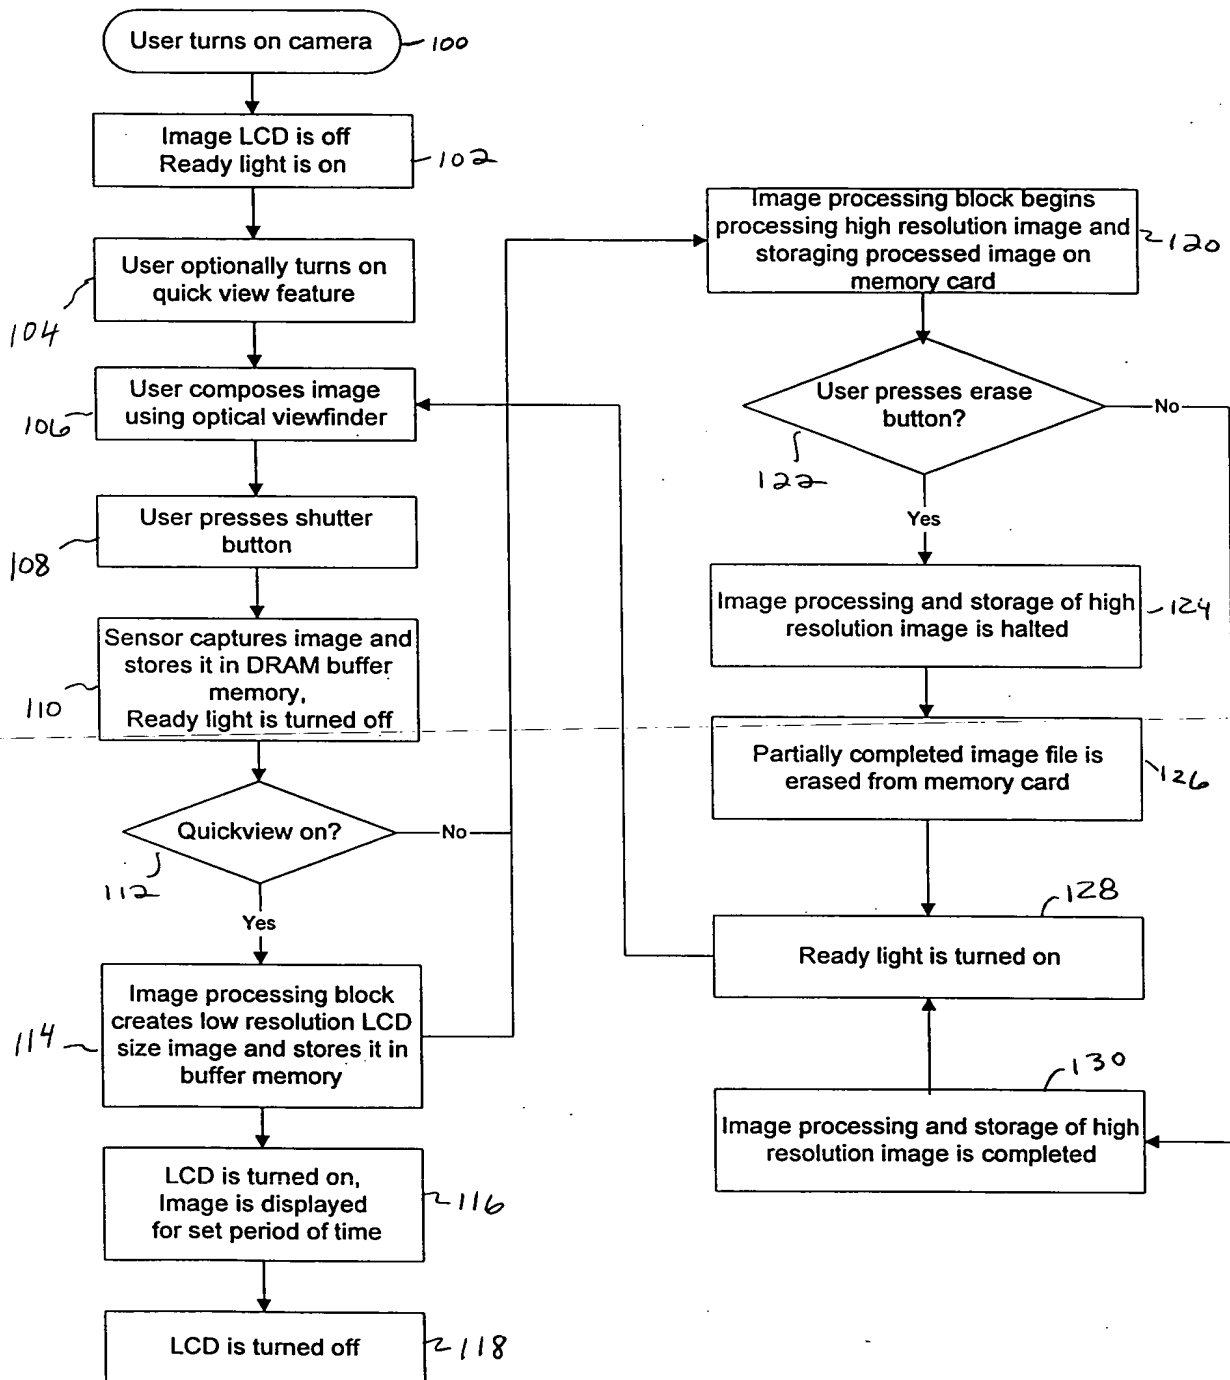 User turns on camera
100
Image LCD is off
Ready light is on
102
User optionally turns on
quick view feature
104
User composes image
using optical viewfinder
106
User presses shutter
button
108
Sensor captures image and
stores it in DRAM buffer
memory,
Ready light is turned off
110
Quickview on?
No
112
Yes
Image processing block
creates low resolution LCD
size image and stores it in
buffer memory
114
LCD is turned on,
Image is displayed
for set period of time
116
LCD is turned off
118
Image processing block begins
processing high resolution image and
storaging processed image on
memory card
120
User presses erase
button?
No
122
Yes
Image processing and storage of high
resolution image is halted
124
Partially completed image file is
erased from memory card
126
128
Ready light is turned on
130
Image processing and storage of high
resolution image is completed